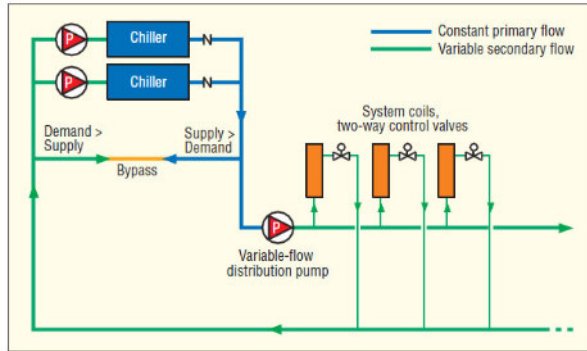 P
Chiller
N
P
Chiller
N
Constant primary flow
Variable secondary flow
Demand >
Supply
Supply >
Demand
Bypass
System coils,
two-way control valves
P
Variable-flow
distribution pump